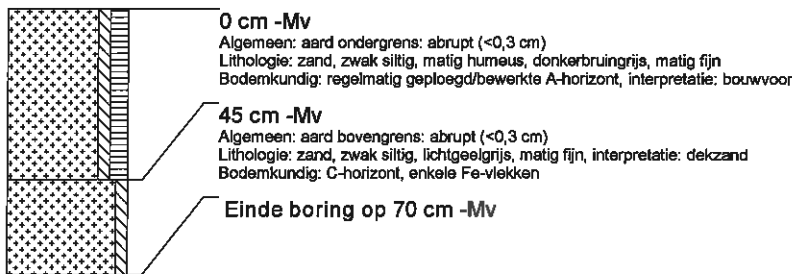 0 cm -Mv
Algemeen: aard ondergrens: abrupt (<0,3 cm)
Lithologie: zand, zwak siltig, matig humeus, donkerbruingrijs, matig fijn
Bodemkundig: regelmatig geploegd/bewerkte A-horizont, interpretatie: bouwvoor
45 cm -Mv
Algemeen: aard bovengrens: abrupt (<0,3 cm)
Lithologie: zand, zwak siltig, lichtgeelgrijs, matig fijn, interpretatie: dekzand
Bodemkundig: C-horizont, enkele Fe-vlekken
Einde boring op 70 cm -Mv